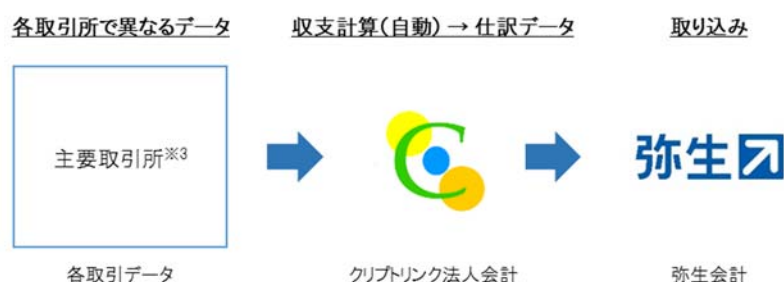 各取引所で異なるデータ
収支計算(自動) → 仕訳データ
取り込み
主要取引所※3
C
弥生
各取引データ
クリプトリンク法人会計
弥生会計